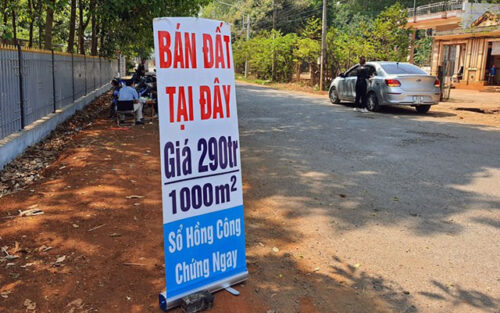 BÁN ĐẤT
TẠI ĐÂY
Giá 290tr
1000m²
Sổ Hồng Công
Chứng Ngay